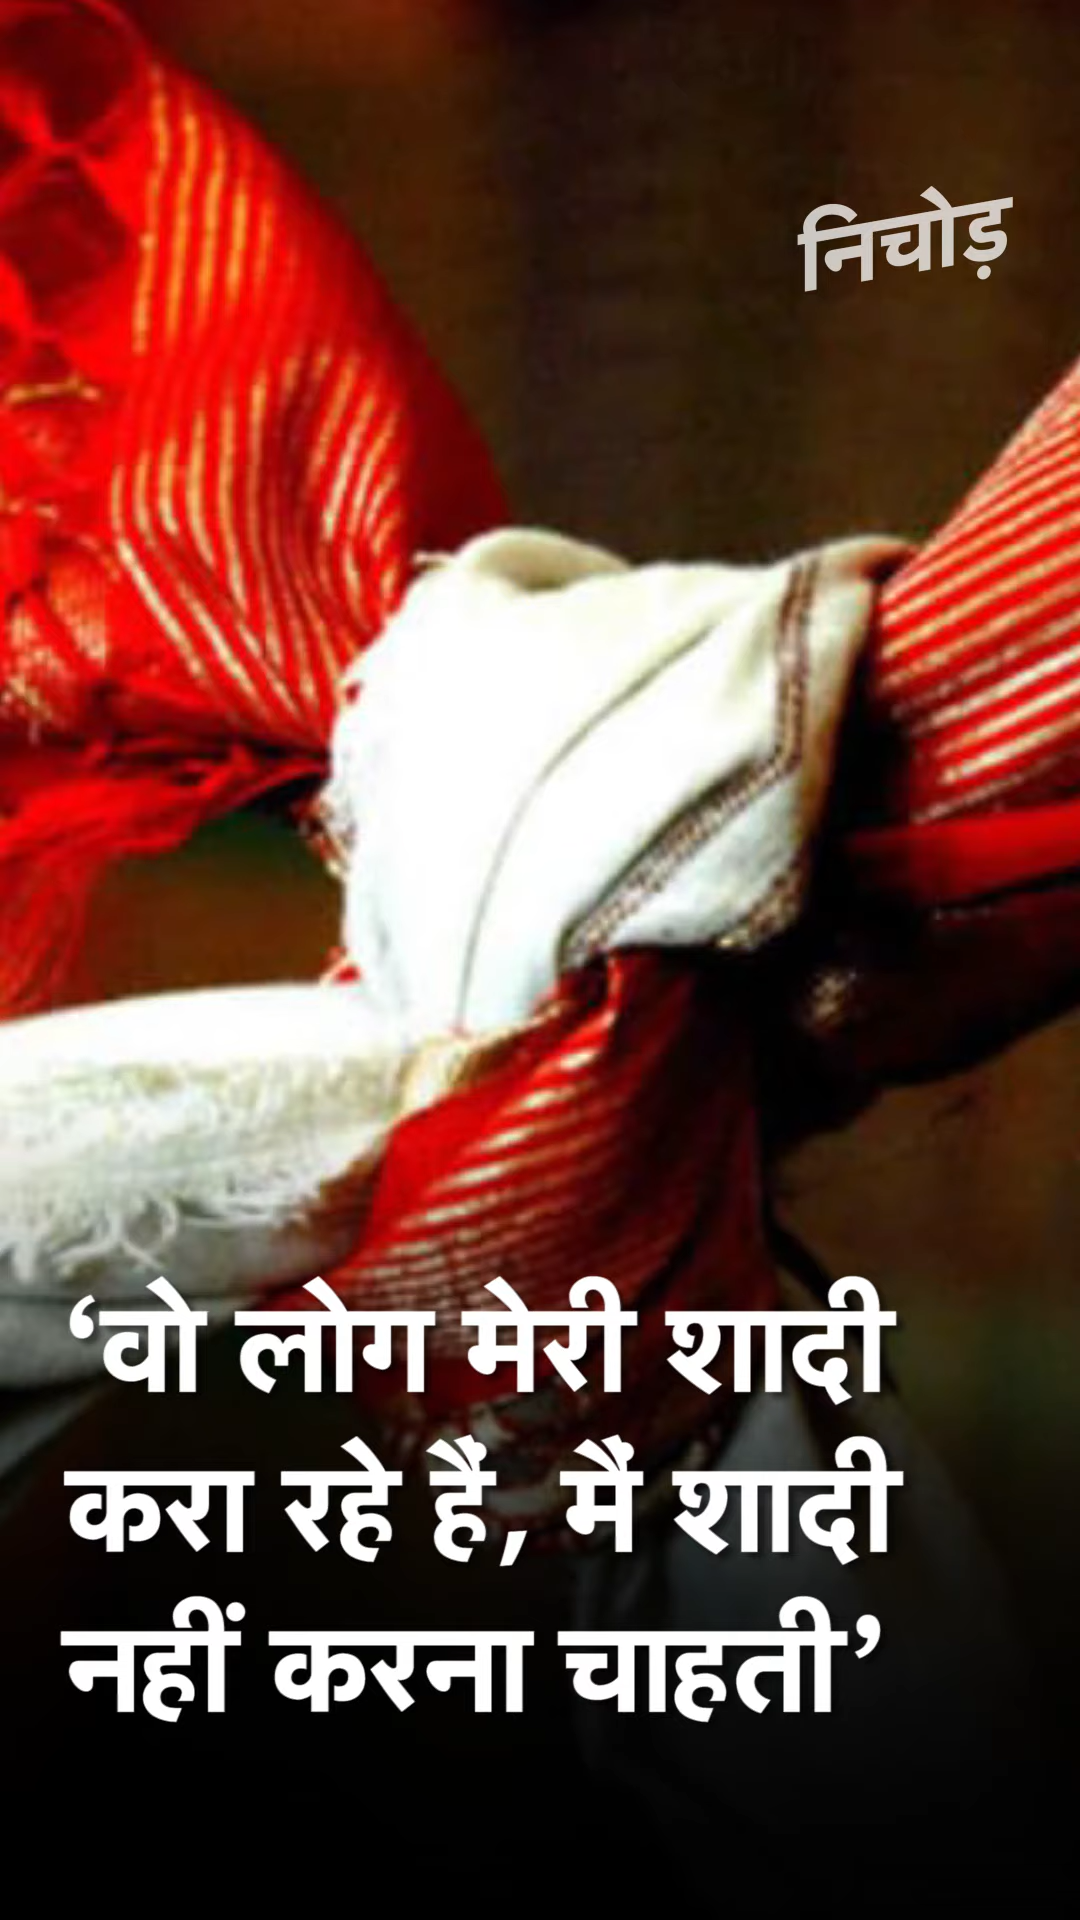 निचोड़
‘वो लोग मेरी शादी
करा रहे हैं, मैं शादी
नहीं करना चाहती’